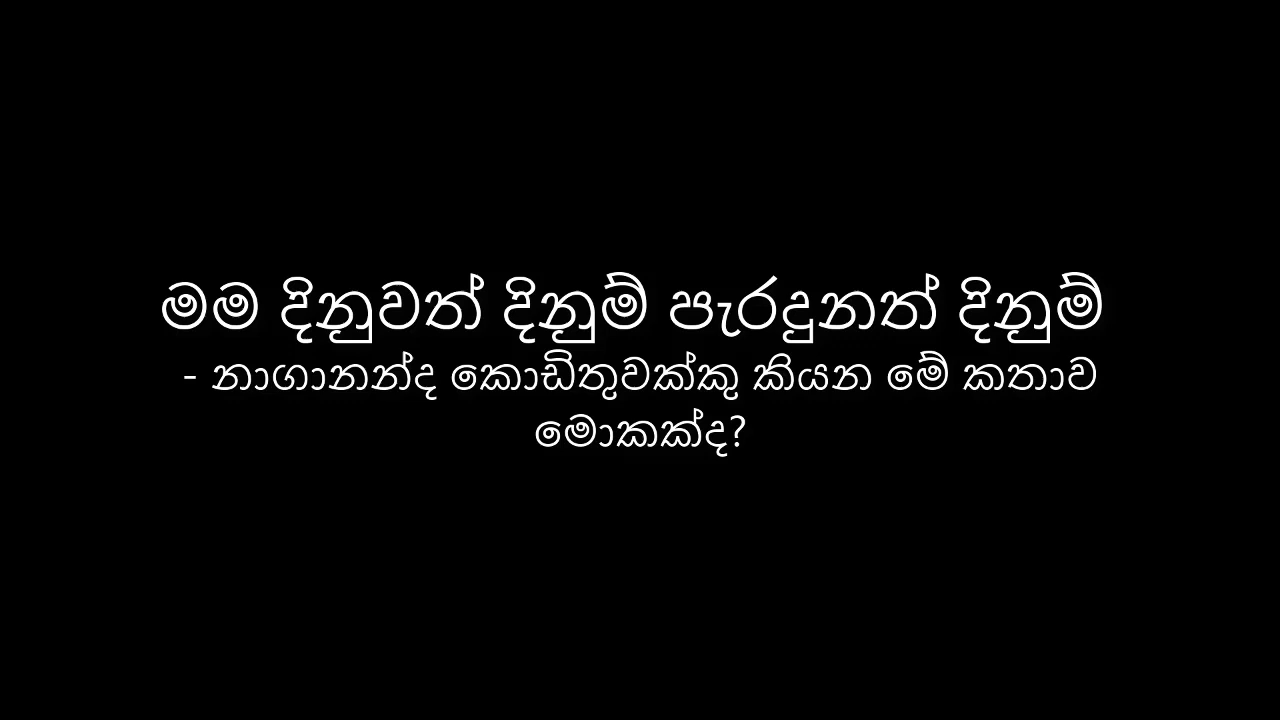 මම දිනුවත් දිනුම් පැරදුනත් දිනුම්
- නාගානන්ද කොඩිතුවක්කු කියන මේ කතාව
මොකක්ද?